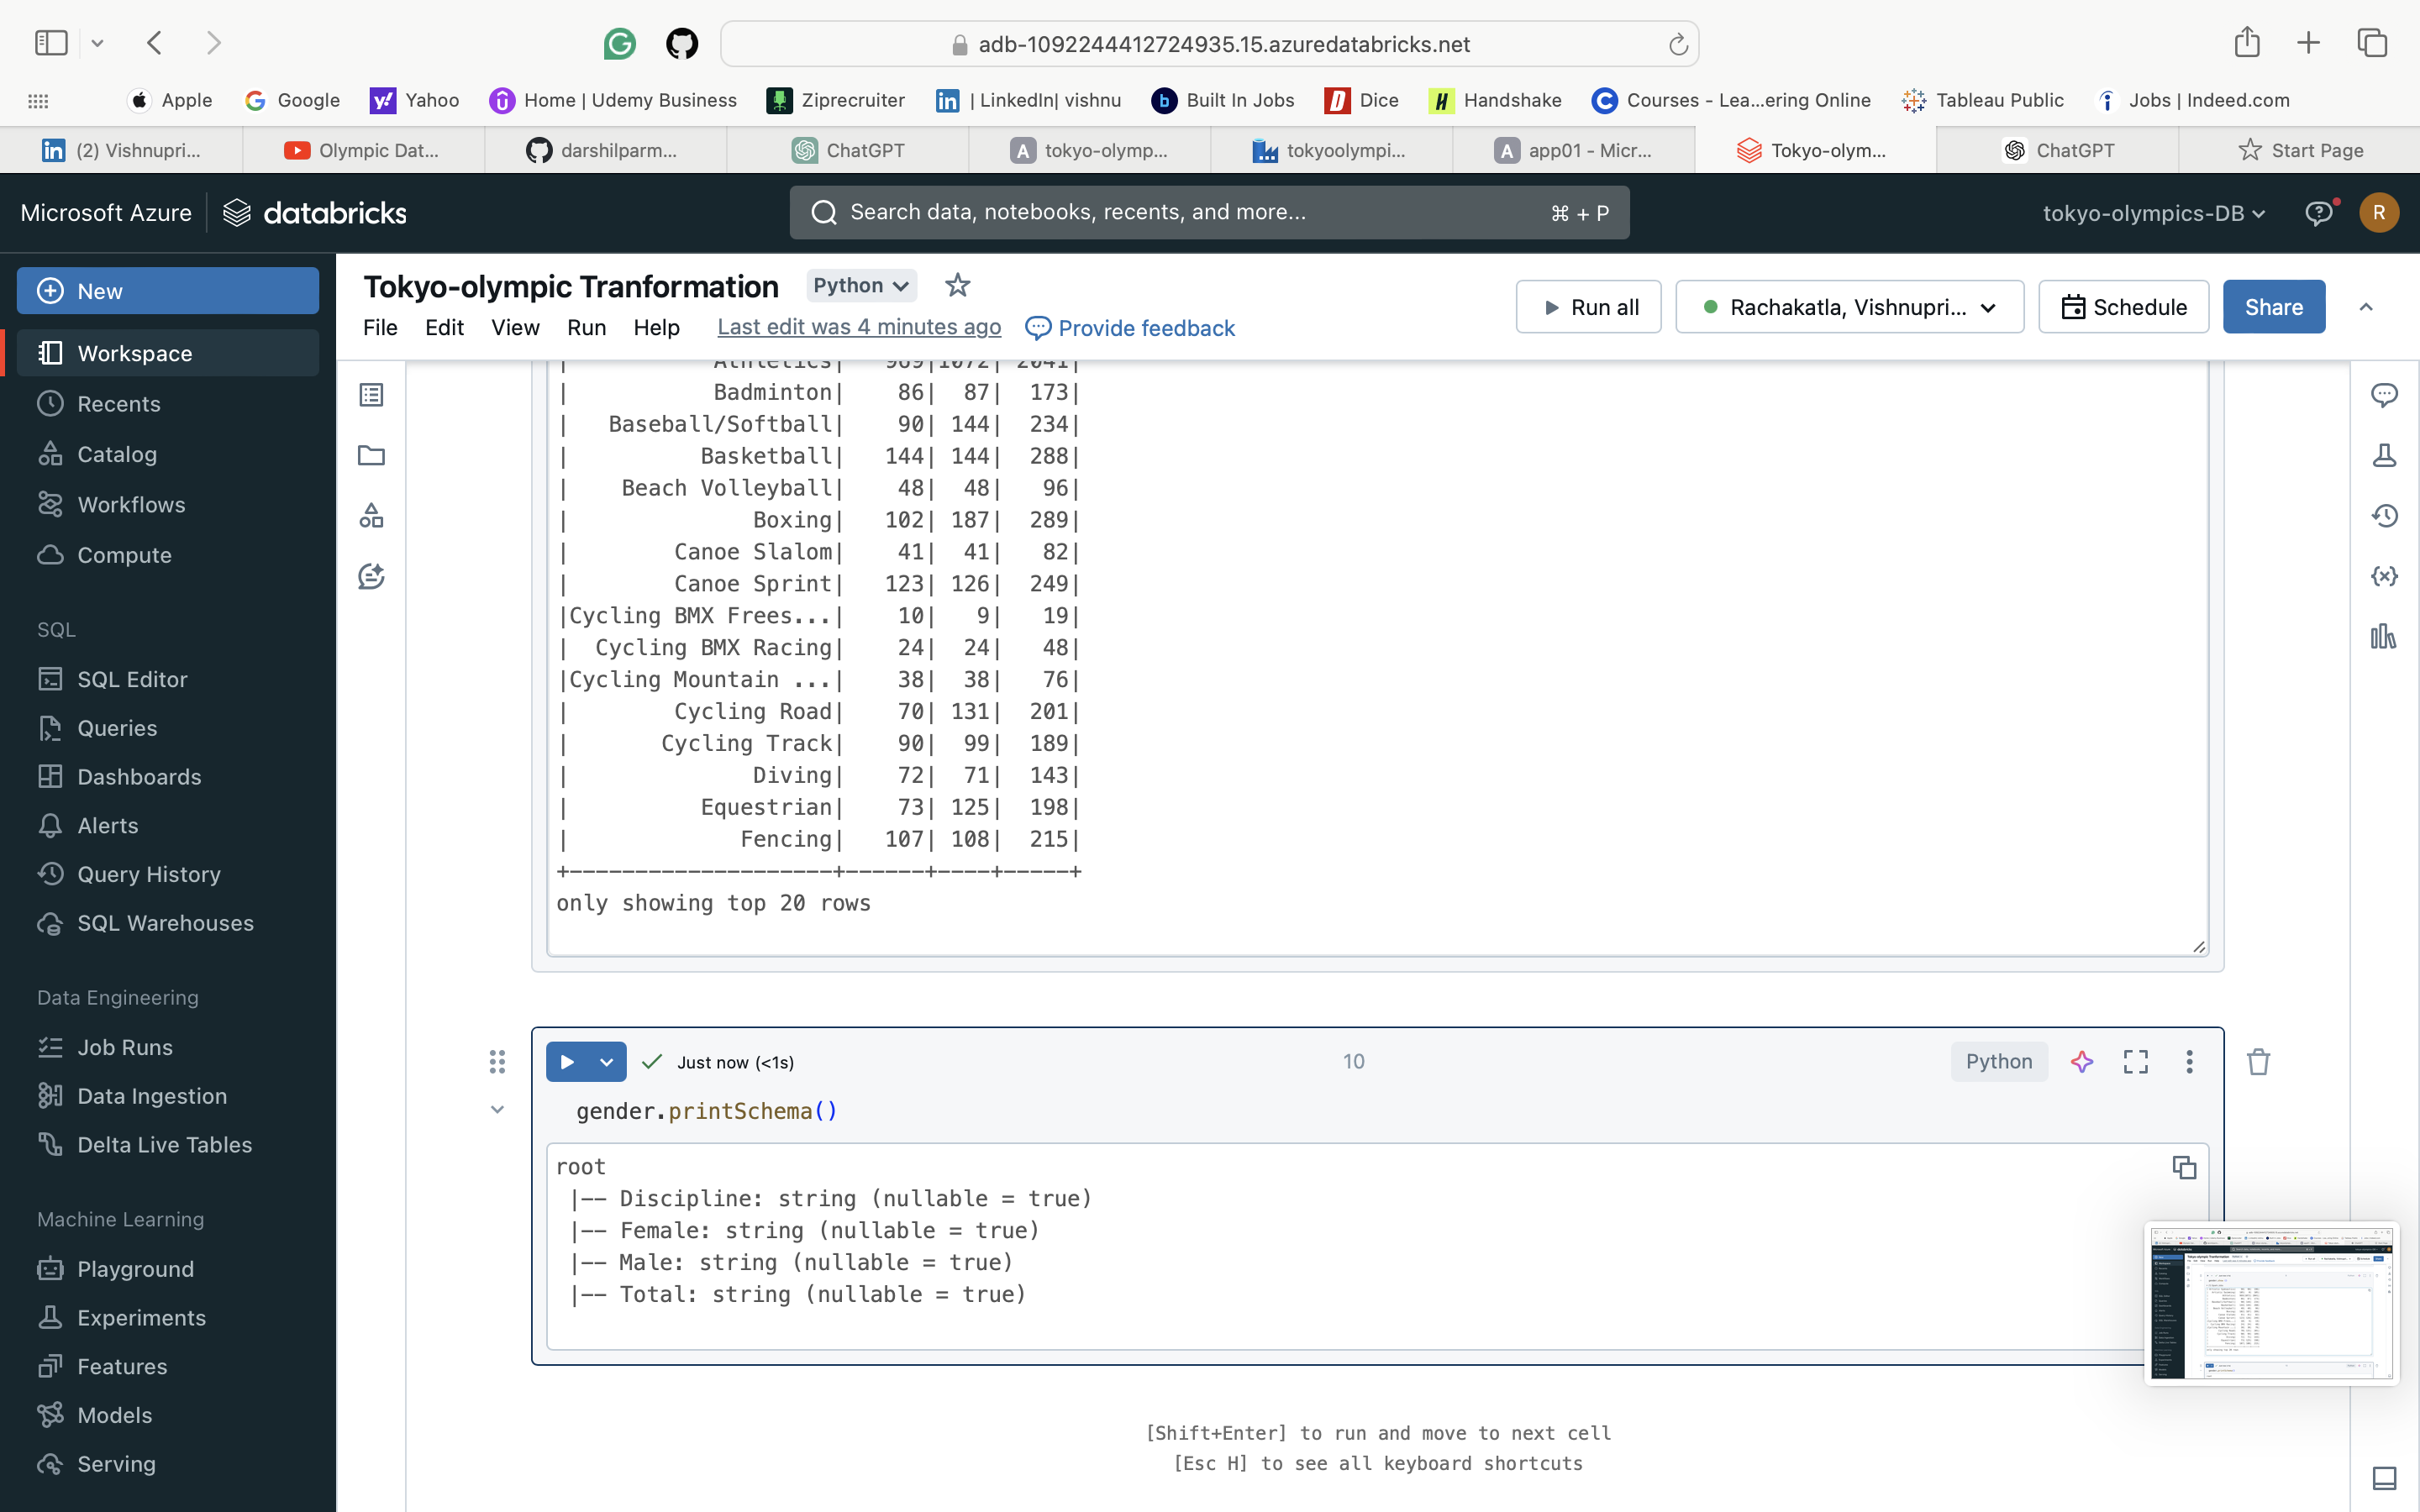 adb-1092244412724935.15.azuredatabricks.net
Apple Google Yahoo Home | Udemy Business Ziprecruiter | LinkedIn| vishnu Built In Jobs Dice Handshake Courses - Lea...ering Online Tableau Public Jobs | Indeed.com
(2) Vishnupri... Olympic Dat... darshilparm... ChatGPT tokyo-olymp... tokyoolympi... app01 - Micr... Tokyo-olym... ChatGPT Start Page
Microsoft Azure databricks Search data, notebooks, recents, and more... ⌘ + P tokyo-olympics-DB R
New
Workspace
Recents
Catalog
Workflows
Compute
SQL
SQL Editor
Queries
Dashboards
Alerts
Query History
SQL Warehouses
Data Engineering
Job Runs
Data Ingestion
Delta Live Tables
Machine Learning
Playground
Experiments
Features
Models
Serving
Tokyo-olympic Tranformation Python
File Edit View Run Help Last edit was 4 minutes ago Provide feedback
Run all Rachakatla, Vishnupri... Schedule Share
| Athletics| 969|1072| 2041|
| Badminton| 86| 87| 173|
| Baseball/Softball| 90| 144| 234|
| Basketball| 144| 144| 288|
| Beach Volleyball| 48| 48| 96|
| Boxing| 102| 187| 289|
| Canoe Slalom| 41| 41| 82|
| Canoe Sprint| 123| 126| 249|
|Cycling BMX Frees...| 10| 9| 19|
| Cycling BMX Racing| 24| 24| 48|
|Cycling Mountain ...| 38| 38| 76|
| Cycling Road| 70| 131| 201|
| Cycling Track| 90| 99| 189|
| Diving| 72| 71| 143|
| Equestrian| 73| 125| 198|
| Fencing| 107| 108| 215|
+--------------------+------+----+-----+
only showing top 20 rows
Just now (<1s) 10 Python
gender.printSchema()
root
|-- Discipline: string (nullable = true)
|-- Female: string (nullable = true)
|-- Male: string (nullable = true)
|-- Total: string (nullable = true)
[Shift+Enter] to run and move to next cell
[Esc H] to see all keyboard shortcuts